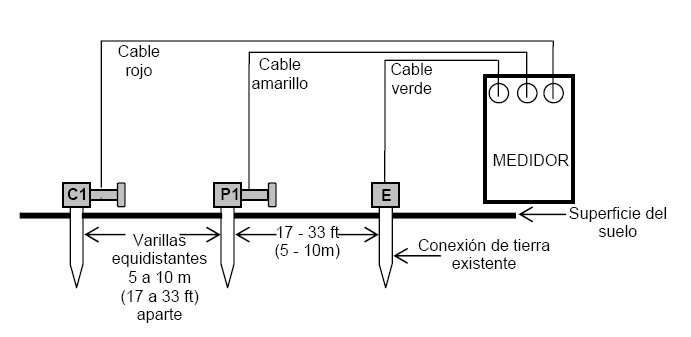 Cable
rojo
Cable
amarillo
Cable
verde
MEDIDOR
C1
P1
E
Superficie del
suelo
Varillas
equidistantes
5 a 10 m
(17 a 33 ft)
aparte
17 - 33 ft
(5 - 10m)
Conexión de tierra
existente